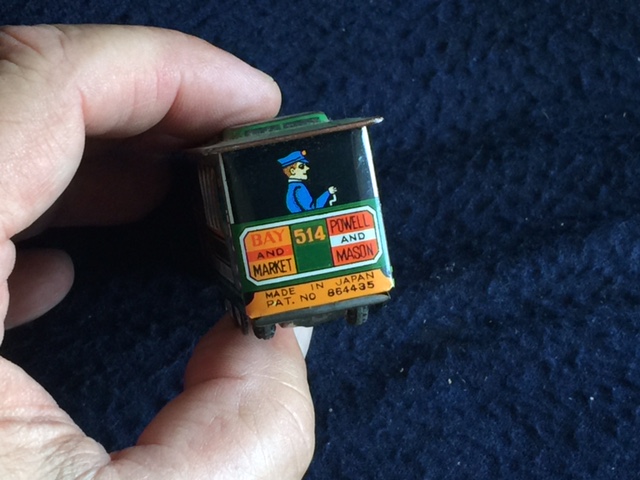 BAY
AND
MARKET
514
POWELL
AND
MASON
MADE IN JAPAN
PAT. NO 864435